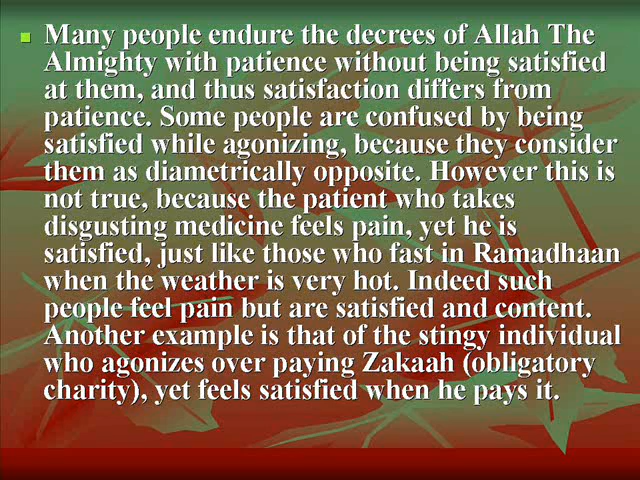 Many people endure the decrees of Allah The
Almighty with patience without being satisfied
at them, and thus satisfaction differs from
patience. Some people are confused by being
satisfied while agonizing, because they consider
them as diametrically opposite. However this is
not true, because the patient who takes
disgusting medicine feels pain, yet he is
satisfied, just like those who fast in Ramadhaan
when the weather is very hot. Indeed such
people feel pain but are satisfied and content.
Another example is that of the stingy individual
who agonizes over paying Zakaah (obligatory
charity), yet feels satisfied when he pays it.